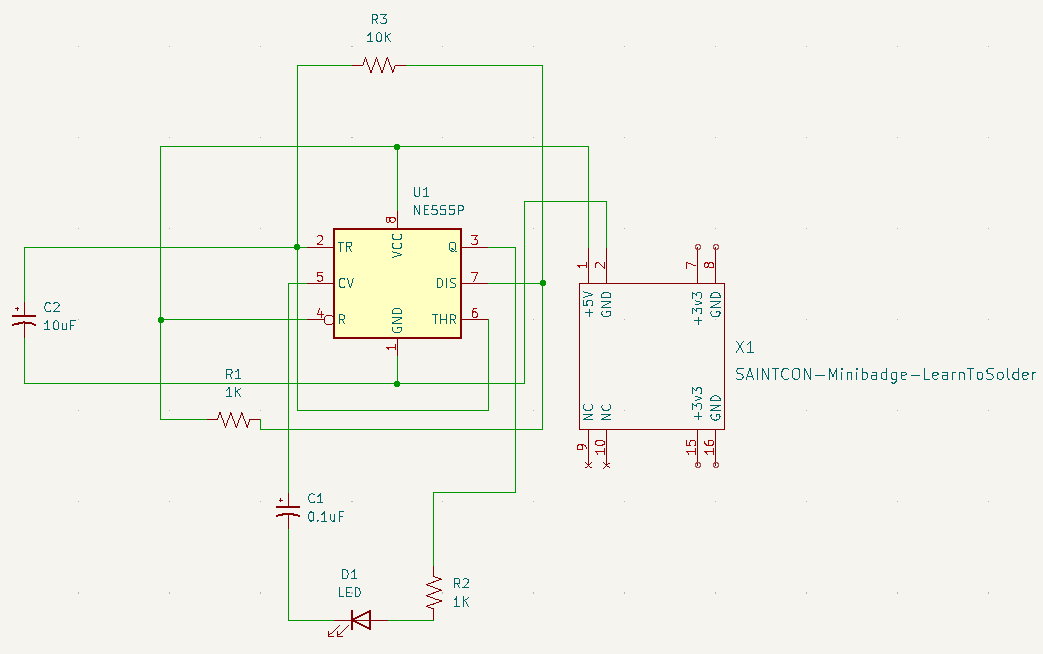 R3
10K
U1
NE555P
8
VCC
2
TR
Q
3
5
CV
DIS
7
4
R
THR
6
GND
1
C2
10uF
R1
1K
1
2
7
8
+5V
GND
+3v3
GND
X1
SAINTCON-Minibadge-LearnToSolder
NC
NC
+3v3
GND
9
10
15
16
C1
0.1uF
D1
LED
R2
1K